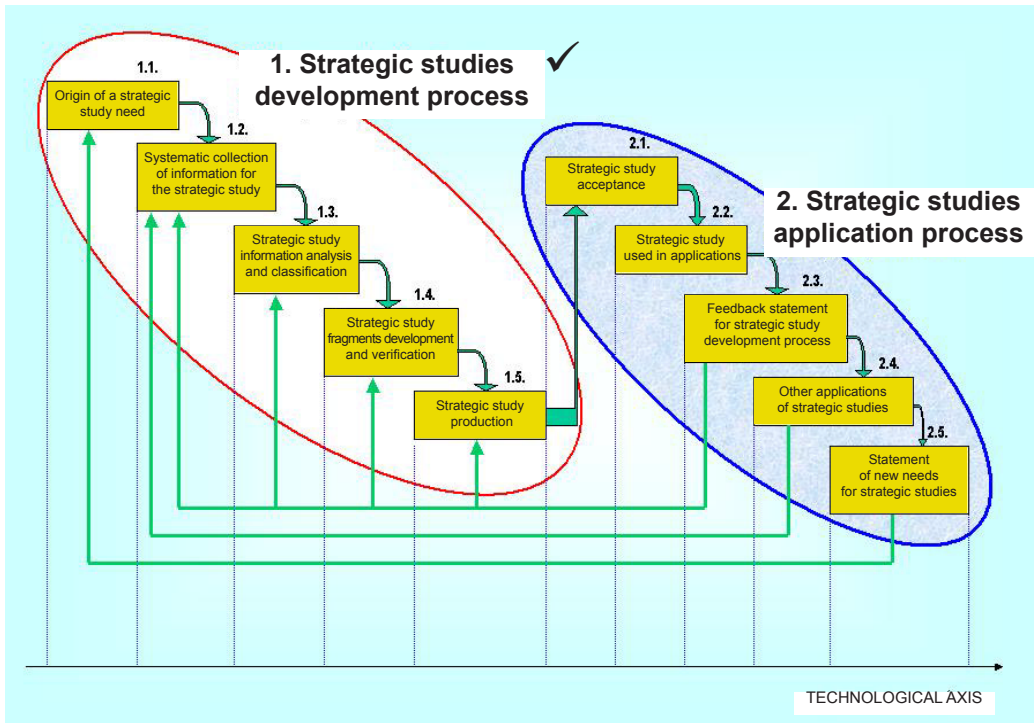 1. Strategic studies
development process
✓
1.1.
Origin of a strategic
study need
1.2.
Systematic collection
of information for
the strategic study
1.3.
Strategic study
information analysis
and classification
1.4.
Strategic study
fragments development
and verification
1.5.
Strategic study
production
2. Strategic studies
application process
2.1.
Strategic study
acceptance
2.2.
Strategic study
used in applications
2.3.
Feedback statement
for strategic study
development process
2.4.
Other applications
of strategic studies
2.5.
Statement
of new needs
for strategic studies
TECHNOLOGICAL AXIS